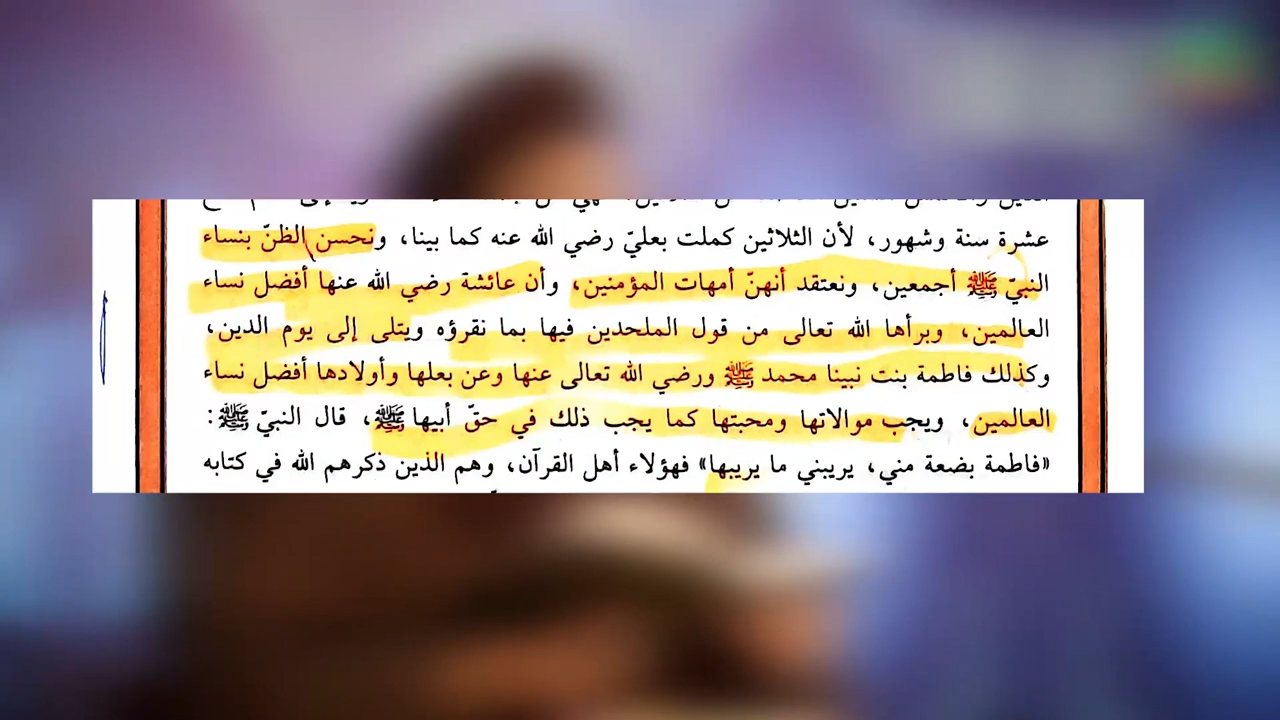 عشرة سنة وشهور، لأن الثلاثين كملت بعليّ رضي الله عنه كما بينا، ونحسن الظنّ بنساء
النبيّ ﷺ أجمعين، ونعتقد أنهنّ أمهات المؤمنين، وأن عائشة رضي الله عنها أفضل نساء
العالمين، وبرأها الله تعالى من قول الملحدين فيها بما نقرؤه ويتلى إلى يوم الدين،
وكذلك فاطمة بنت نبينا محمد ﷺ ورضي الله تعالى عنها وعن بعلها وأولادها أفضل نساء
العالمين، ويجب موالاتها ومحبتها كما يجب ذلك في حقّ أبيها ﷺ، قال النبيّ ﷺ:
«فاطمة بضعة مني، يريبني ما يريبها» فهؤلاء أهل القرآن، وهم الذين ذكرهم الله في كتابه